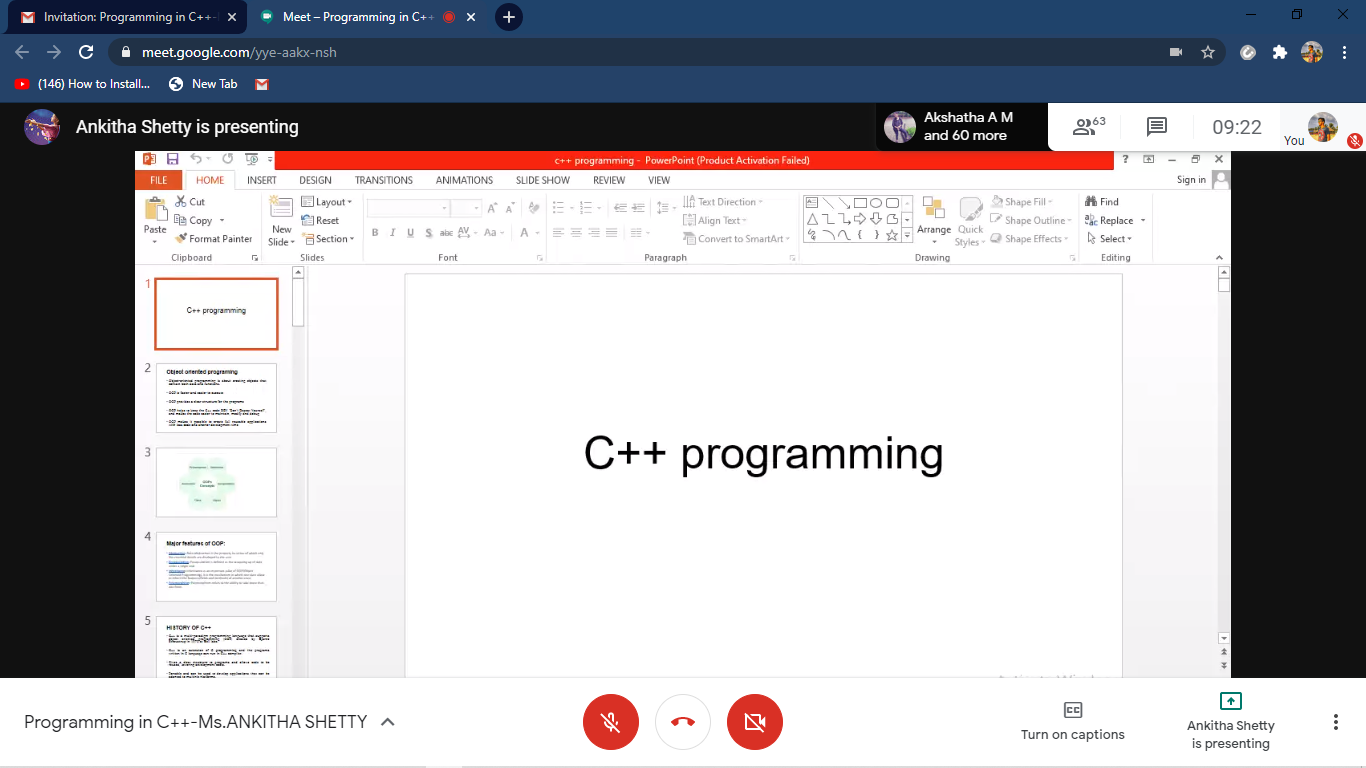 Invitation: Programming in C++-
Meet – Programming in C++
meet.google.com/yye-aakx-nsh
(146) How to Install...
New Tab
Ankitha Shetty is presenting
Akshatha A M
and 60 more
63
09:22
You
c++ programming - PowerPoint (Product Activation Failed)
FILE
HOME
INSERT
DESIGN
TRANSITIONS
ANIMATIONS
SLIDE SHOW
REVIEW
VIEW
Sign in
Paste
Cut
Copy
Format Painter
Clipboard
New
Slide
Layout
Reset
Section
Slides
B I U S abc AV Aa A
Font
Text Direction
Align Text
Convert to SmartArt
Paragraph
Arrange
Quick
Styles
Shape Fill
Shape Outline
Shape Effects
Drawing
Find
Replace
Select
Editing
1
C++ programming
2
Object oriented programing
3
4
Major features of OOP:
5
HISTORY OF C++
C++ programming
Programming in C++-Ms.ANKITHA SHETTY
Turn on captions
Ankitha Shetty
is presenting